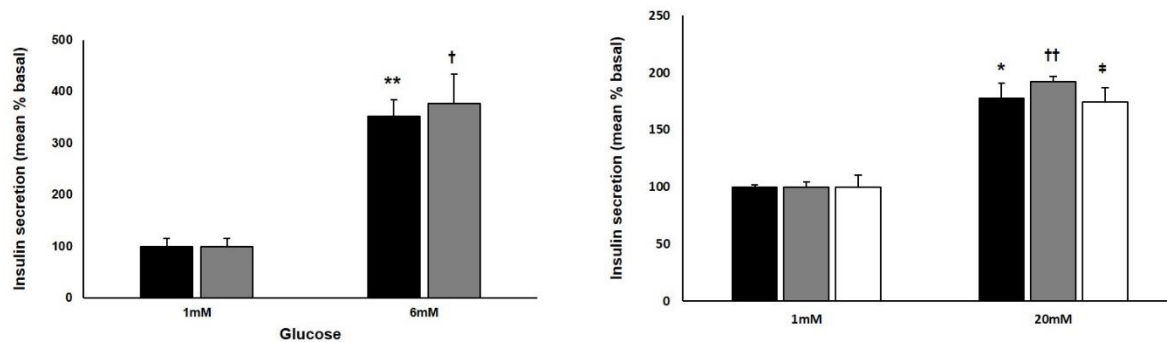 Insulin secretion (mean % basal)
500
400
300
200
100
0
**
†
1mM
6mM
Glucose
Insulin secretion (mean % basal)
250
200
150
100
50
0
*
††
‡
1mM
20mM